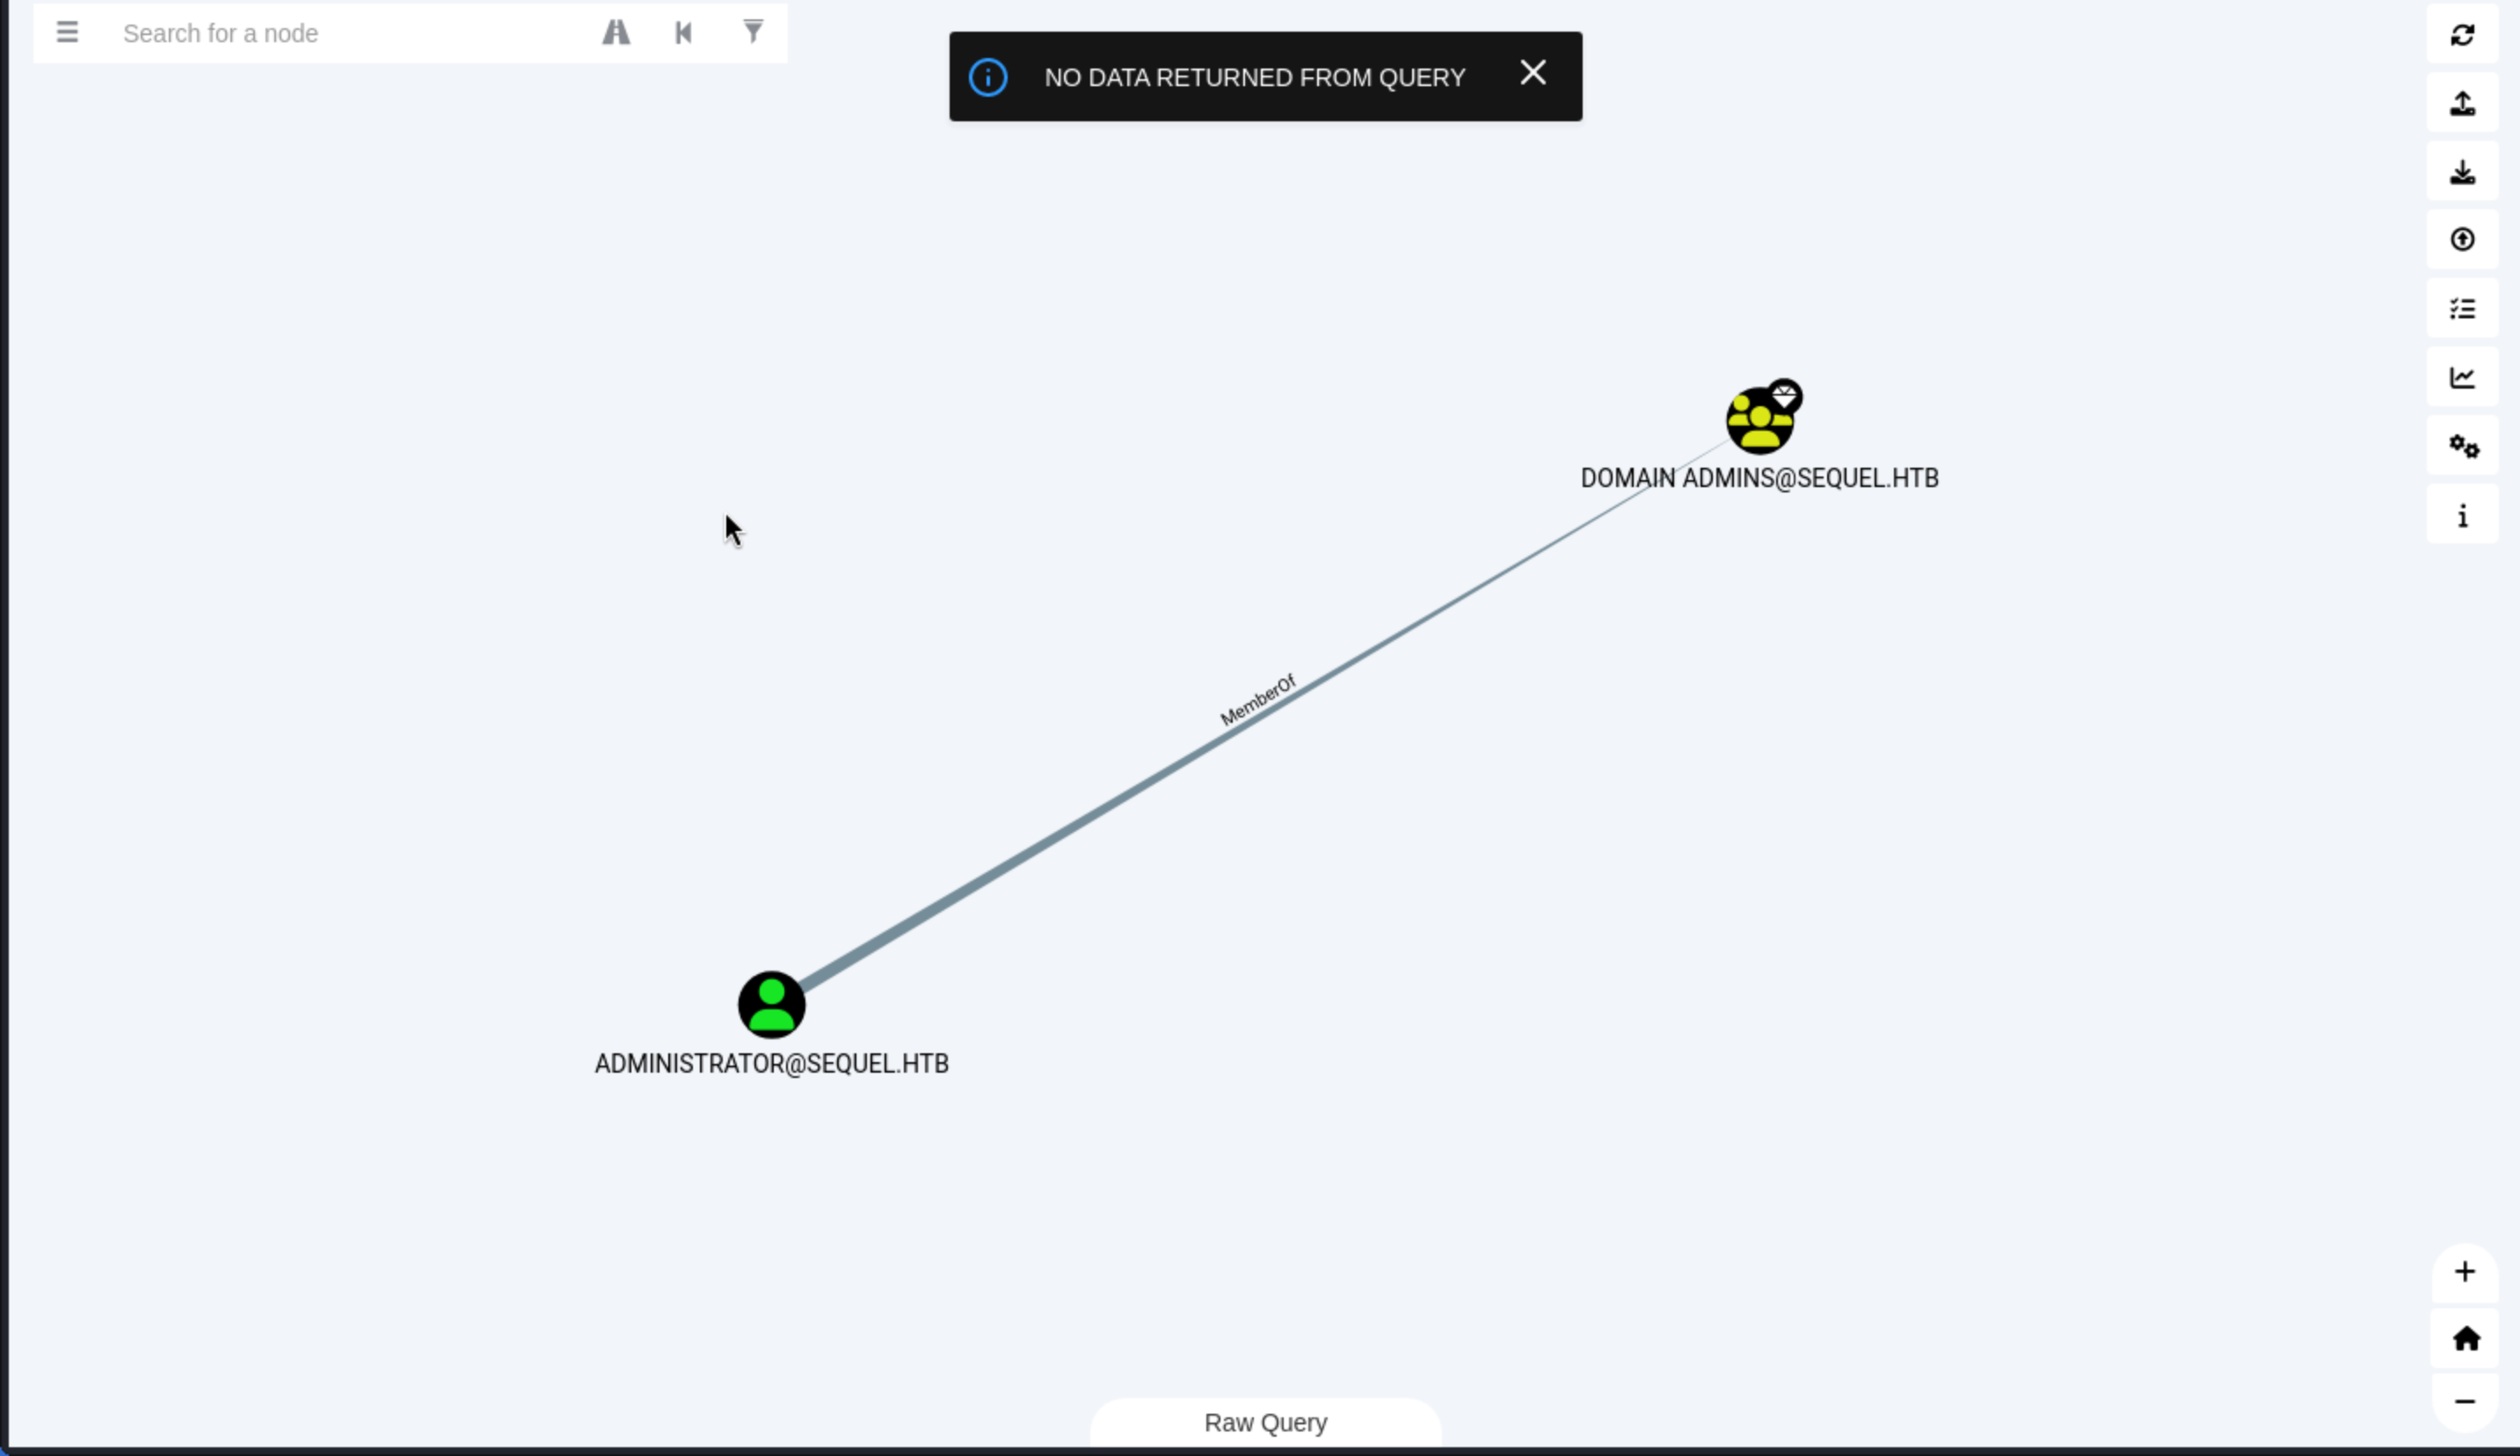 Search for a node
NO DATA RETURNED FROM QUERY
DOMAIN ADMINS@SEQUEL.HTB
MemberOf
ADMINISTRATOR@SEQUEL.HTB
Raw Query